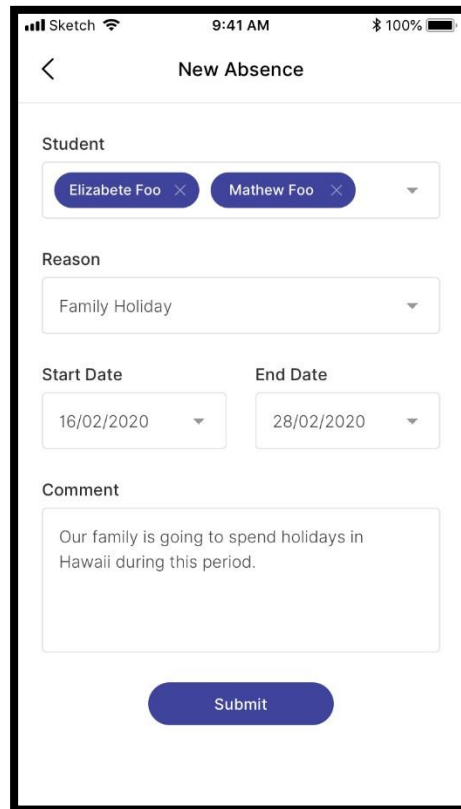 Sketch 9:41 AM 100%
New Absence
Student
Elizabete Foo Mathew Foo
Reason
Family Holiday
Start Date End Date
16/02/2020 28/02/2020
Comment
Our family is going to spend holidays in
Hawaii during this period.
Submit